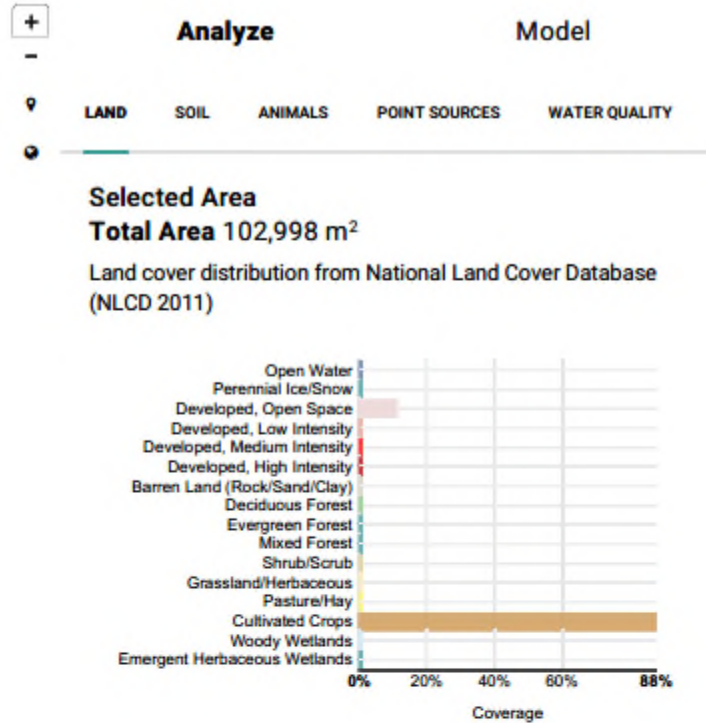 +
Analyze Model
−
LAND SOIL ANIMALS POINT SOURCES WATER QUALITY
Selected Area
Total Area 102,998 m²
Land cover distribution from National Land Cover Database
(NLCD 2011)
Open Water
Perennial Ice/Snow
Developed, Open Space
Developed, Low Intensity
Developed, Medium Intensity
Developed, High Intensity
Barren Land (Rock/Sand/Clay)
Deciduous Forest
Evergreen Forest
Mixed Forest
Shrub/Scrub
Grassland/Herbaceous
Pasture/Hay
Cultivated Crops
Woody Wetlands
Emergent Herbaceous Wetlands
0% 20% 40% 60% 88%
Coverage